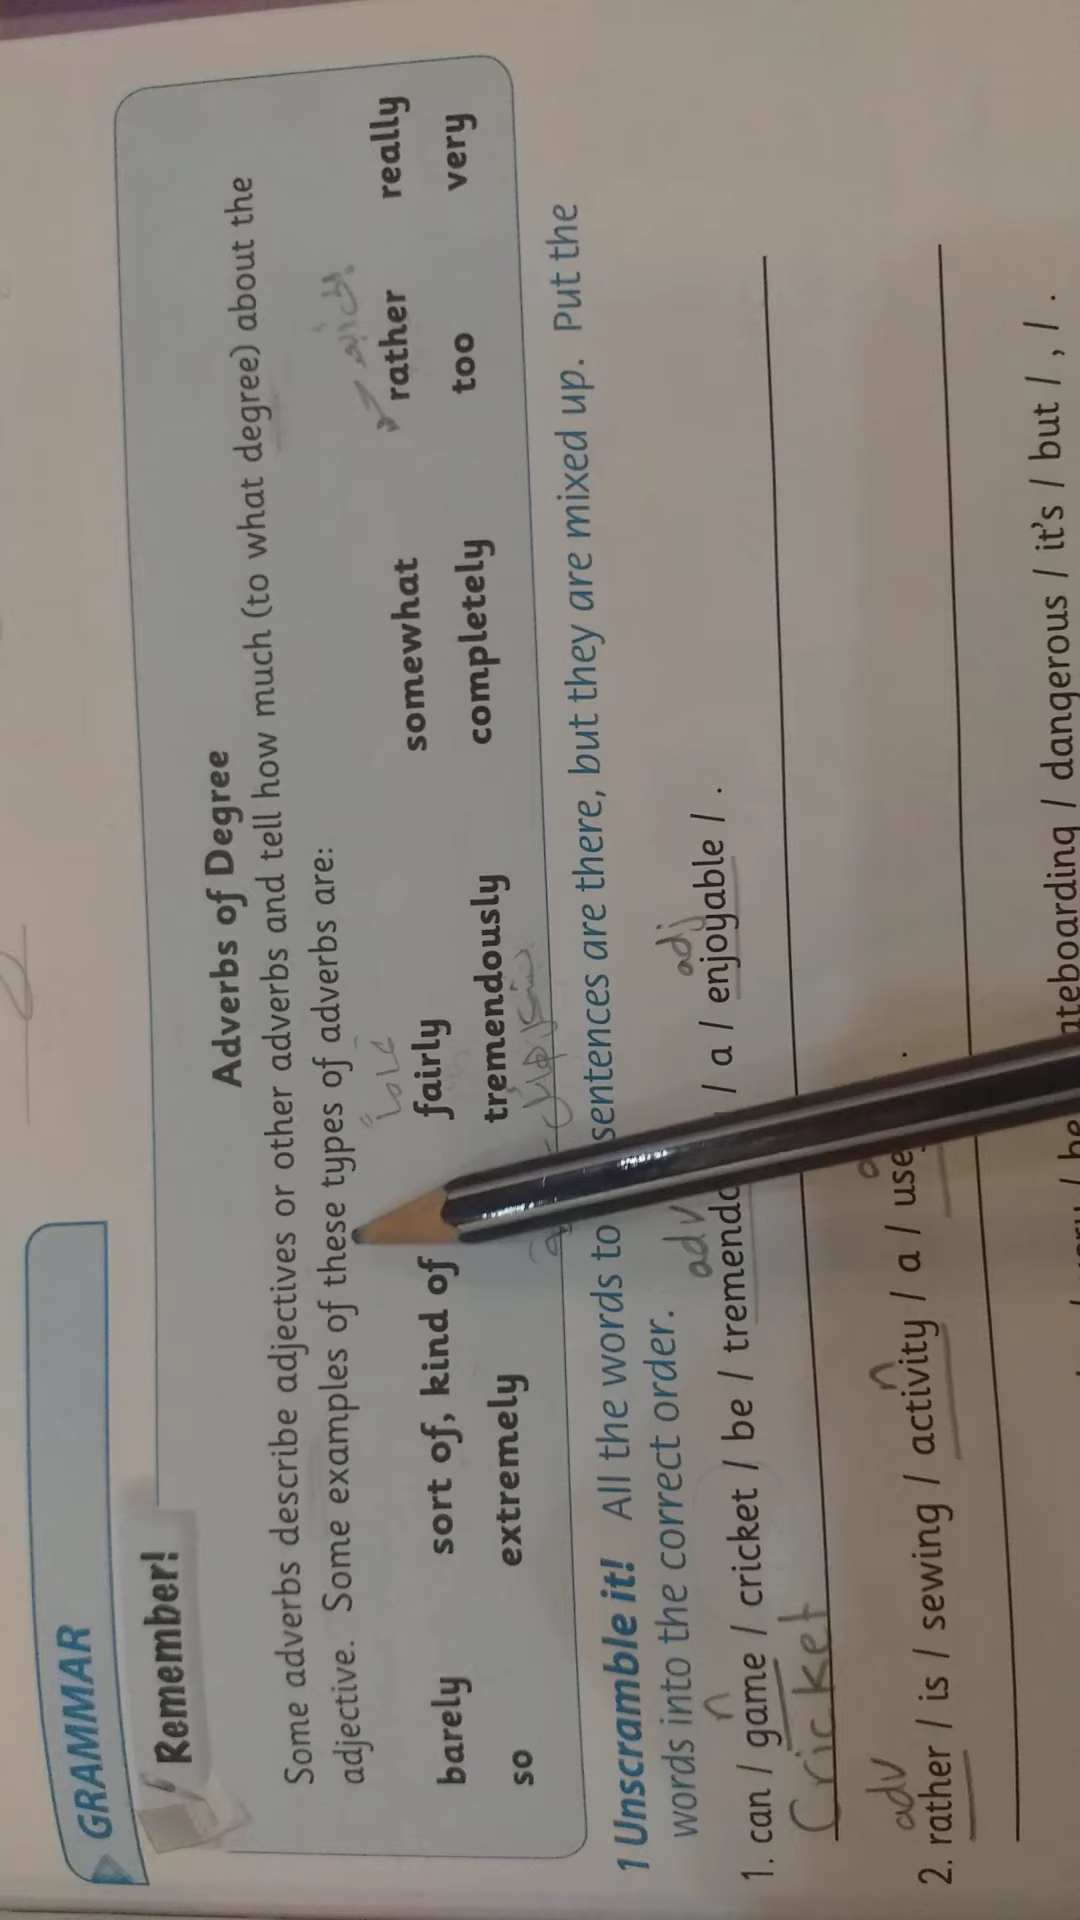 GRAMMAR
Remember!
Adverbs of Degree
Some adverbs describe adjectives or other adverbs and tell how much (to what degree) about the
adjective. Some examples of these types of adverbs are:
barely sort of, kind of fairly somewhat rather really
so extremely tremendously completely too very
1 Unscramble it! All the words to sentences are there, but they are mixed up. Put the
words into the correct order.
n adv adj
1. can / game / cricket / be / / a / enjoyable / .
Cricket
adv n
2. rather / is / sewing / activity / a / .
dangerous / it's / but / , / .